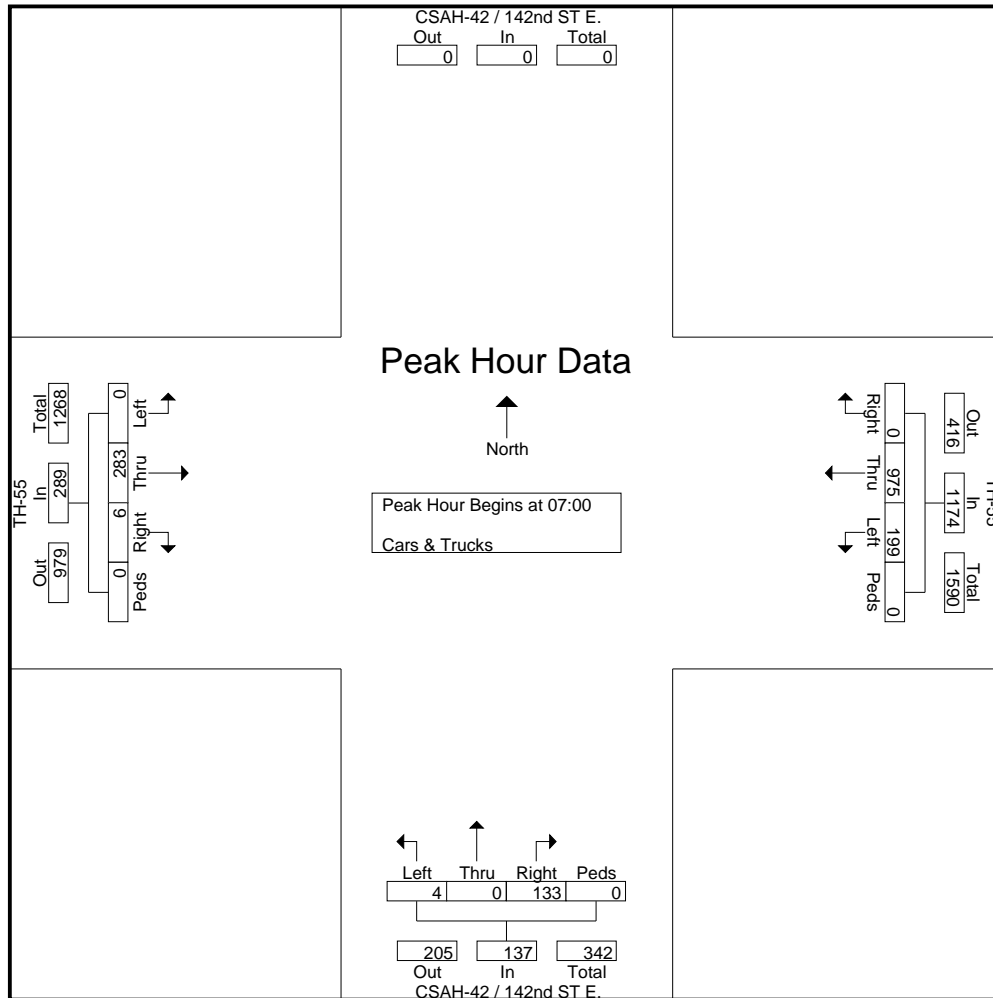 CSAH-42 / 142nd ST E.
Out In Total
0 0 0
Peak Hour Data
North
Peak Hour Begins at 07:00
Cars & Trucks
TH-55
Total In Out
1268 289 979
0 283 6 0
Left Thru Right Peds
Right Thru Left Peds
0 975 199 0
416 1174 1590
Out In Total
Left Thru Right Peds
4 0 133 0
205 137 342
Out In Total
CSAH-42 / 142nd ST E.